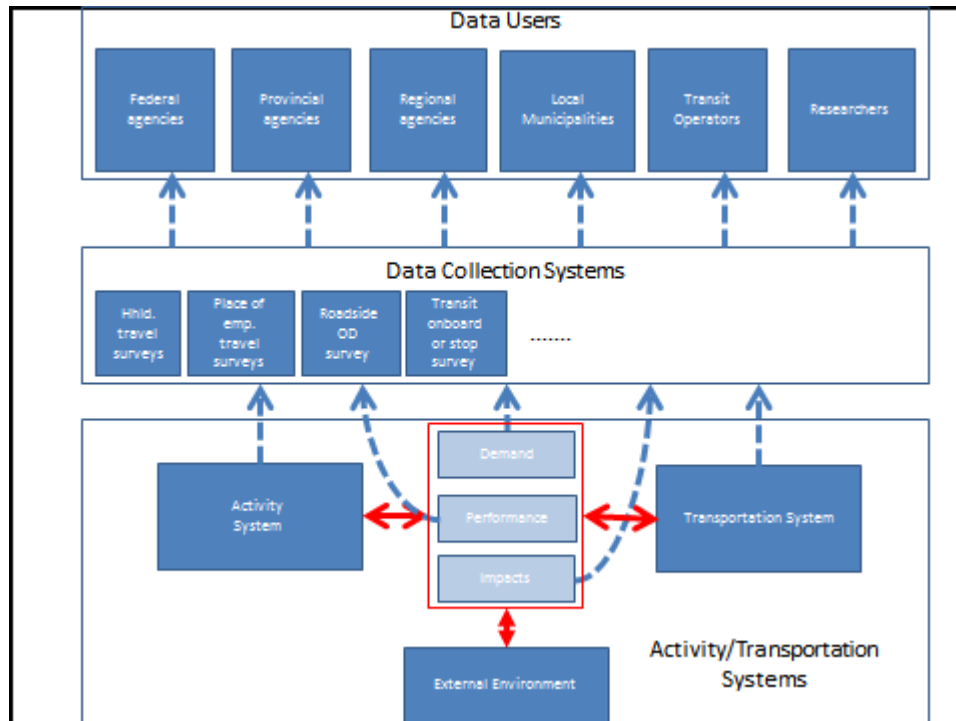 Data Users
Federal
agencies
Provincial
agencies
Regional
agencies
Local
Municipalities
Transit
Operators
Researchers
Data Collection Systems
Hhld.
travel
surveys
Place of
emp.
travel
surveys
Roadside
OD
survey
Transit
onboard
or stop
survey
.......
Demand
Activity
System
Performance
Transportation System
Impacts
Activity/Transportation
Systems
External Environment